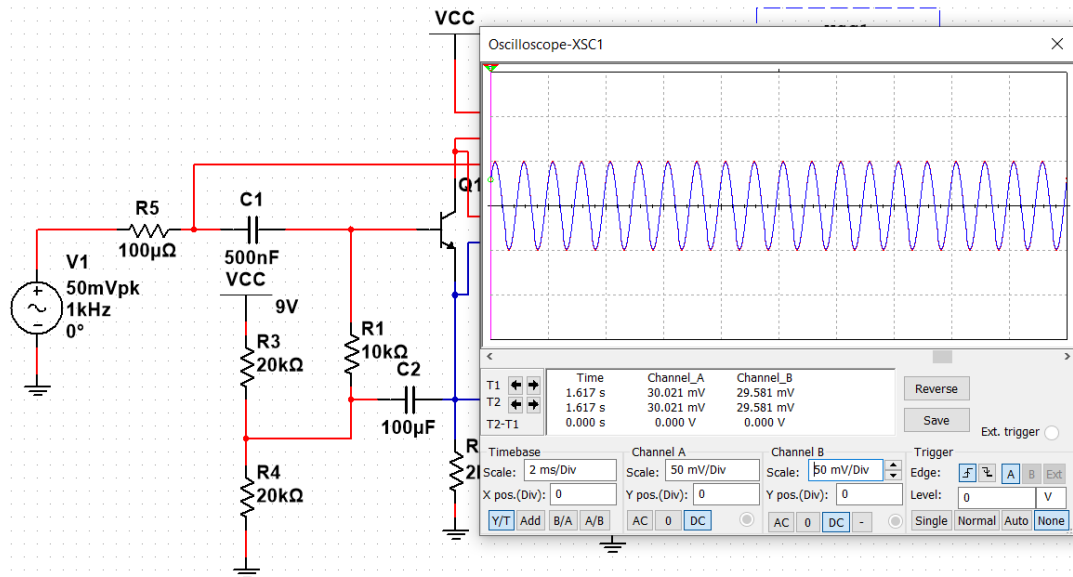 VCC
Q1
R5
100µΩ
C1
500nF
V1
50mVpk
1kHz
0°
VCC
9V
R3
20kΩ
R1
10kΩ
C2
100µF
R4
20kΩ
Oscilloscope-XSC1
Time Channel_A Channel_B
T1 1.617 s 30.021 mV 29.581 mV
T2 1.617 s 30.021 mV 29.581 mV
T2-T1 0.000 s 0.000 V 0.000 V
Reverse
Save
Ext. trigger
Timebase
Scale: 2 ms/Div
X pos.(Div): 0
Y/T Add B/A A/B
Channel A
Scale: 50 mV/Div
Y pos.(Div): 0
AC 0 DC
Channel B
Scale: 50 mV/Div
Y pos.(Div): 0
AC 0 DC -
Trigger
Edge: A B Ext
Level: 0 V
Single Normal Auto None